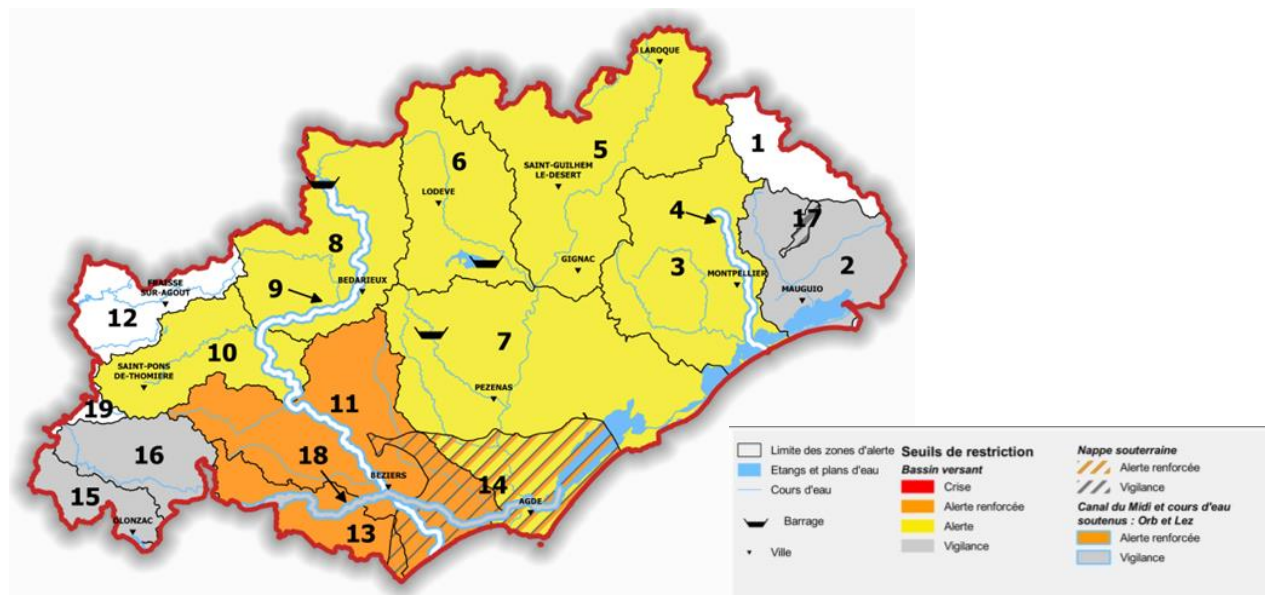 LAROQUE
1
5
6
SAINT-GUILHEM
LE-DESERT
LODEVE
4
17
8
GIGNAC
3
MONTPELLIER
2
BEDARIEUX
MAUGUIO
9
FRAISSE
SUR-AGOUT
12
7
10
SAINT-PONS
DE-THOMIERE
PEZENAS
11
19
16
18
BEZIERS
14
15
AGDE
OLONZAC
13
Limite des zones d'alerte
Etangs et plans d'eau
Cours d'eau
Barrage
Ville
Seuils de restriction
Bassin versant
Crise
Alerte renforcée
Alerte
Vigilance
Nappe souterraine
Alerte renforcée
Vigilance
Canal du Midi et cours d'eau
soutenus : Orb et Lez
Alerte renforcée
Vigilance